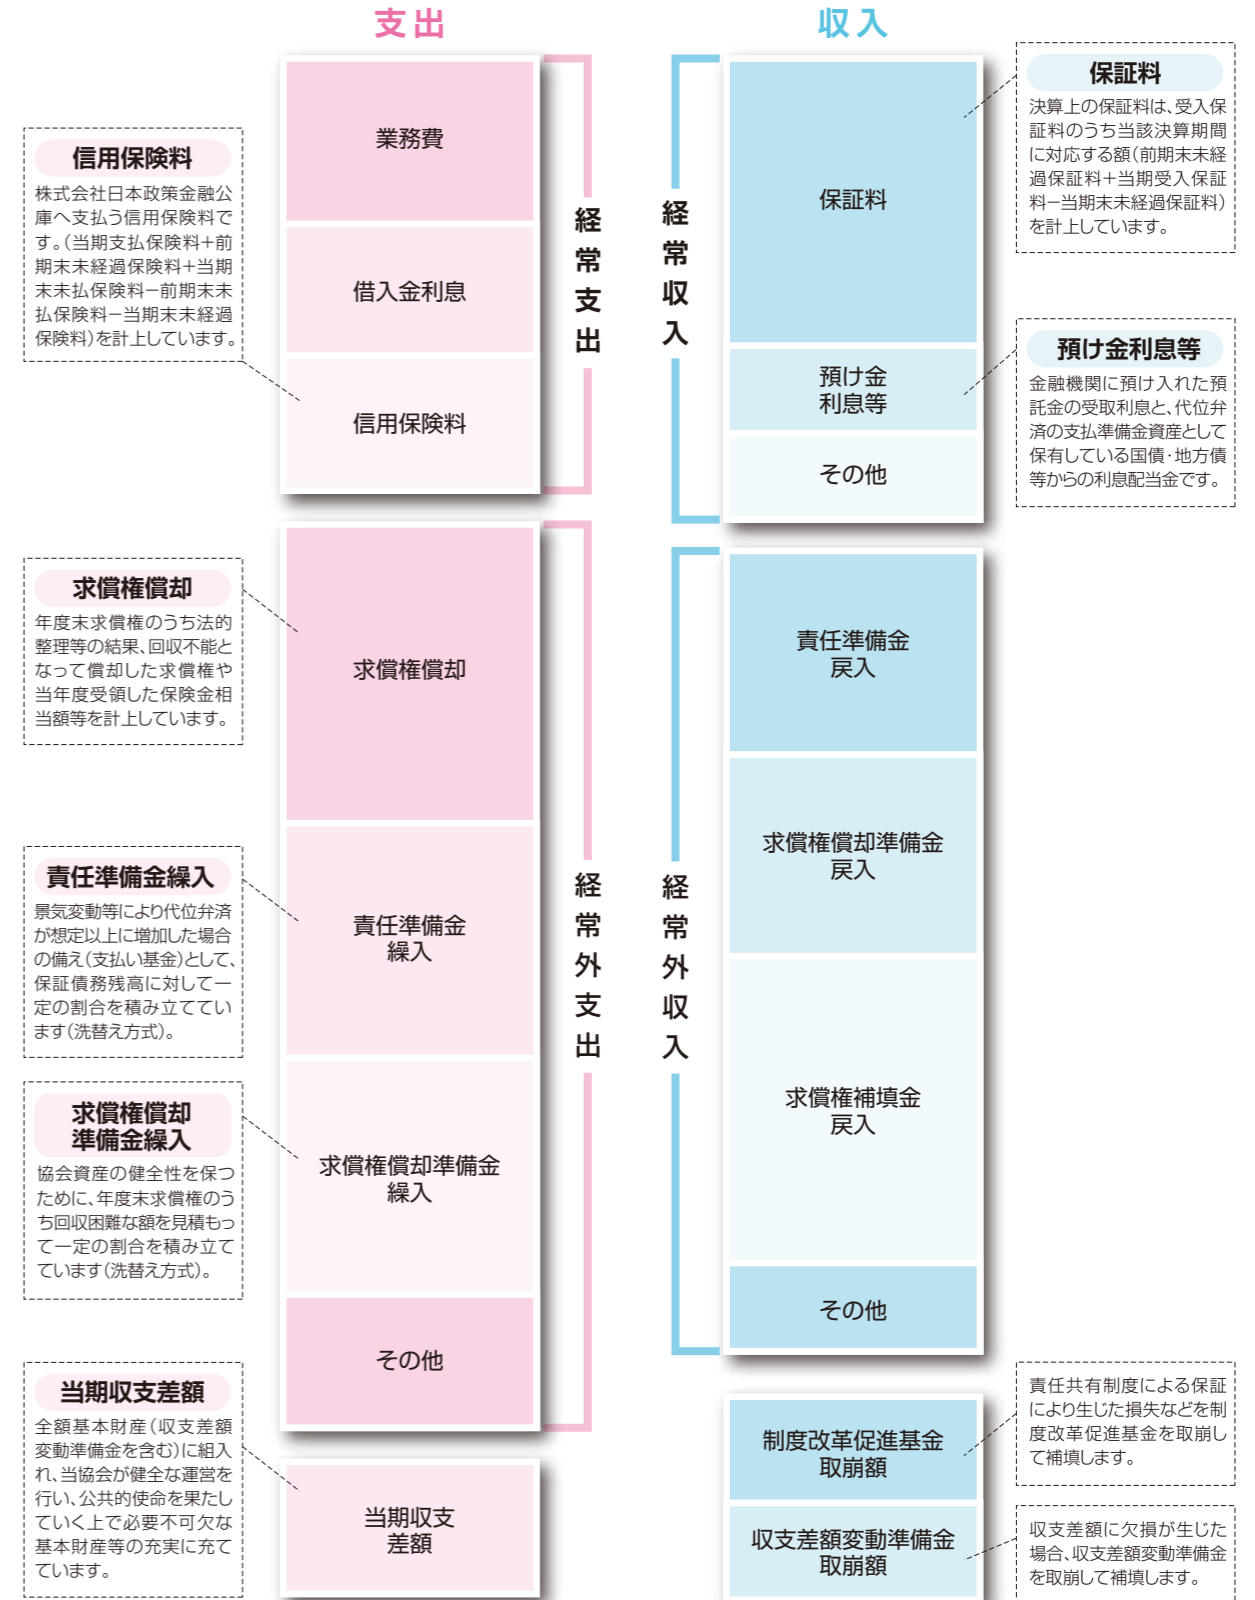 支出
業務費
借入金利息
信用保険料
経常支出
信用保険料
株式会社日本政策金融公
庫へ支払う信用保険料で
す。(当期支払保険料+前
期末未経過保険料+当期
末未払保険料-前期末未
払保険料-当期末未経過
保険料)を計上しています。
求償権償却
責任準備金
繰入
求償権償却準備金
繰入
その他
経常外支出
求償権償却
年度末求償権のうち法的
整理等の結果、回収不能と
なって償却した求償権や
当年度受領した保険金相
当額等を計上しています。
責任準備金繰入
景気変動等により代位弁済
が想定以上に増加した場合
の備え(支払い基金)として、
保証債務残高に対して一
定の割合を積み立ててい
ます(洗替え方式)。
求償権償却
準備金繰入
協会資産の健全性を保つ
ために、年度末求償権のう
ち回収困難な額を見積もっ
て一定の割合を積み立て
ています(洗替え方式)。
当期収支
差額
当期収支差額
全額基本財産(収支差額
変動準備金を含む)に組入
れ、当協会が健全な運営を
行い、公共的使命を果たし
ていく上で必要不可欠な
基本財産等の充実に充て
ています。
収入
経常収入
保証料
預け金
利息等
その他
保証料
決算上の保証料は、受入保
証料のうち当該決算期間
に対応する額(前期末未経
過保証料+当期受入保証
料-当期末未経過保証料)
を計上しています。
預け金利息等
金融機関に預け入れた預
託金の受取利息と、代位弁
済の支払準備金資産として
保有している国債・地方債
等からの利息配当金です。
経常外収入
責任準備金
戻入
求償権償却準備金
戻入
求償権補填金
戻入
その他
制度改革促進基金
取崩額
収支差額変動準備金
取崩額
責任共有制度による保証
により生じた損失などを制
度改革促進基金を取崩し
て補填します。
収支差額に欠損が生じた
場合、収支差額変動準備金
を取崩して補填します。